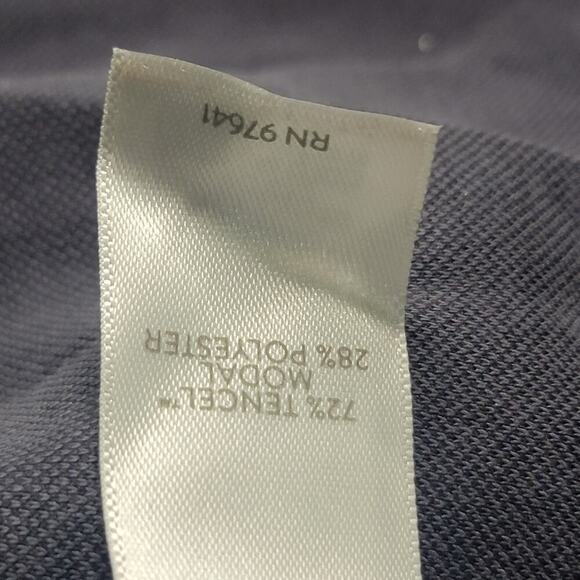 72% TENCEL™
MODAL
28% POLYESTER
RN 97641